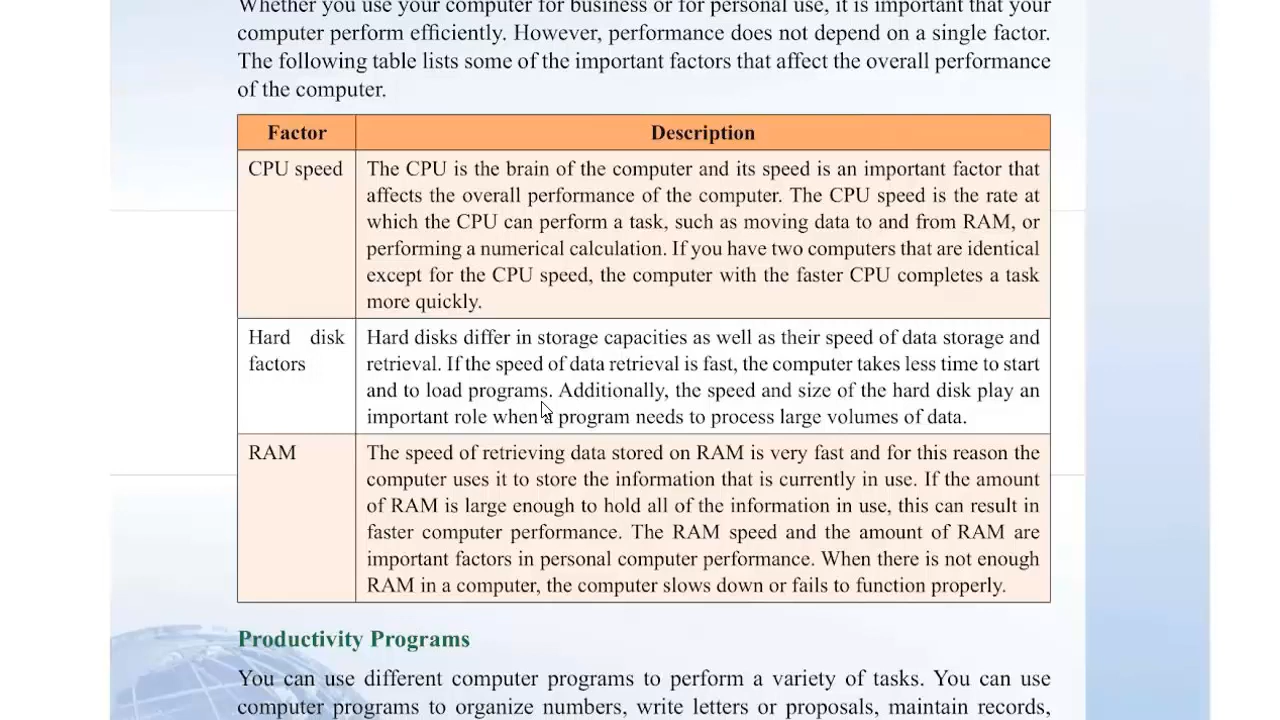 Whether you use your computer for business or for personal use, it is important that your
computer perform efficiently. However, performance does not depend on a single factor.
The following table lists some of the important factors that affect the overall performance
of the computer.
Factor Description
CPU speed
The CPU is the brain of the computer and its speed is an important factor that
affects the overall performance of the computer. The CPU speed is the rate at
which the CPU can perform a task, such as moving data to and from RAM, or
performing a numerical calculation. If you have two computers that are identical
except for the CPU speed, the computer with the faster CPU completes a task
more quickly.
Hard disk
factors
Hard disks differ in storage capacities as well as their speed of data storage and
retrieval. If the speed of data retrieval is fast, the computer takes less time to start
and to load programs. Additionally, the speed and size of the hard disk play an
important role when a program needs to process large volumes of data.
RAM
The speed of retrieving data stored on RAM is very fast and for this reason the
computer uses it to store the information that is currently in use. If the amount
of RAM is large enough to hold all of the information in use, this can result in
faster computer performance. The RAM speed and the amount of RAM are
important factors in personal computer performance. When there is not enough
RAM in a computer, the computer slows down or fails to function properly.
Productivity Programs
You can use different computer programs to perform a variety of tasks. You can use
computer programs to organize numbers, write letters or proposals, maintain records,